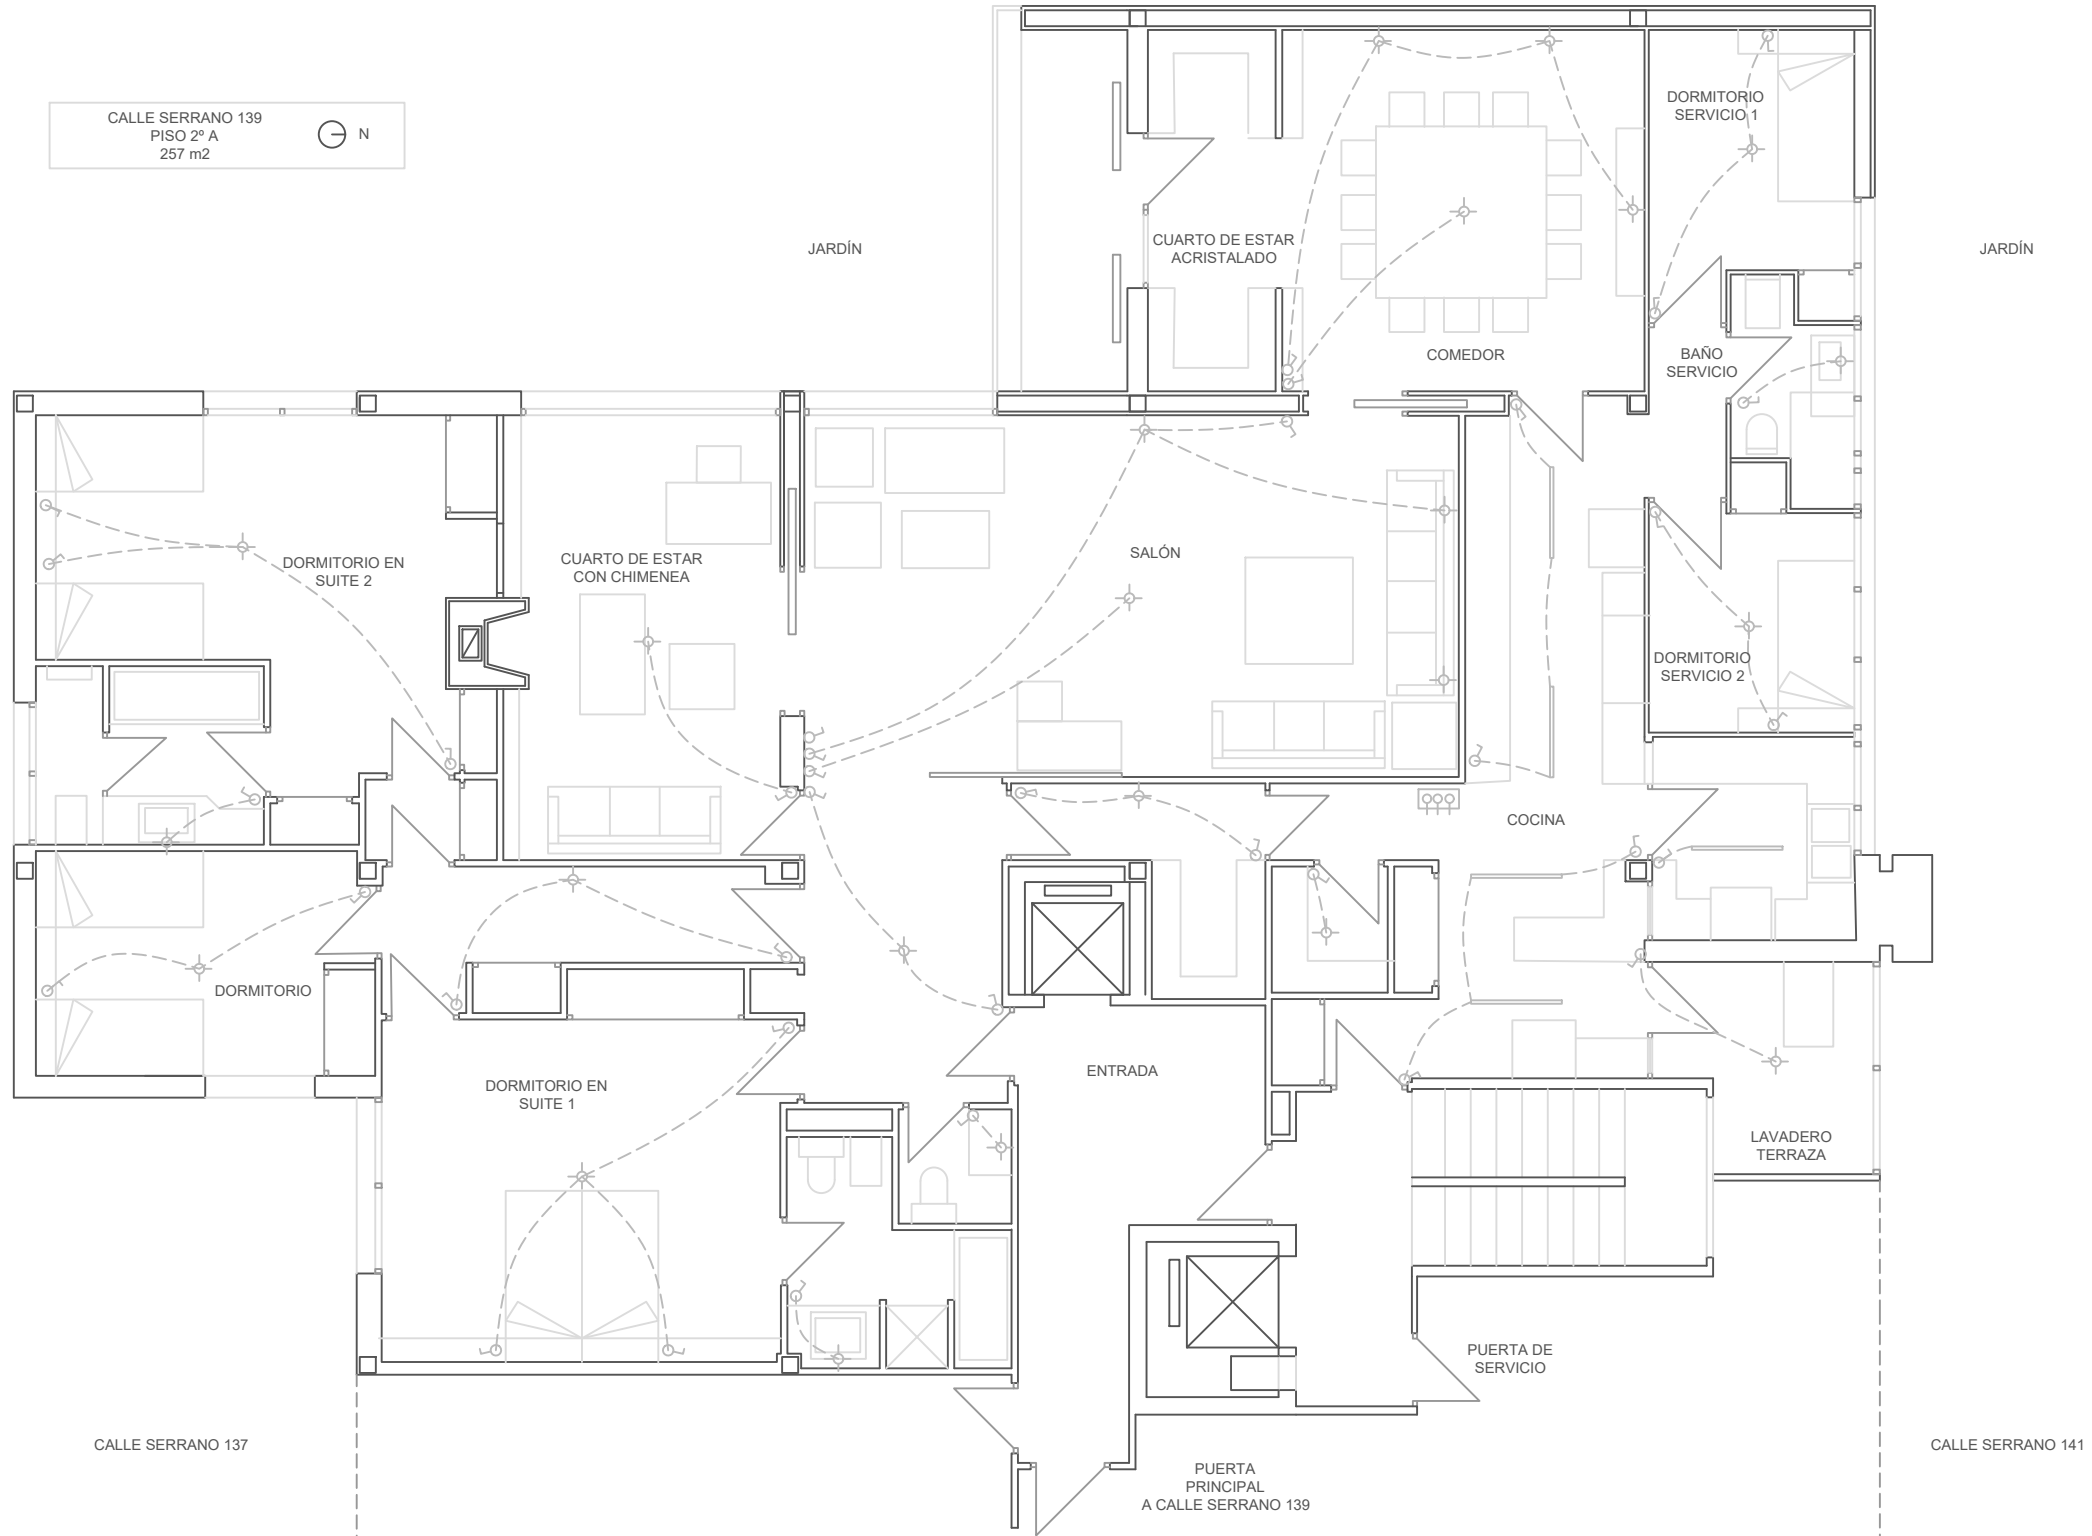 CALLE SERRANO 139
PISO 2º A
257 m2
N
DORMITORIO
SERVICIO 1
JARDÍN
CUARTO DE ESTAR
ACRISTALADO
JARDÍN
COMEDOR
BAÑO
SERVICIO
DORMITORIO EN
SUITE 2
CUARTO DE ESTAR
CON CHIMENEA
SALÓN
DORMITORIO
SERVICIO 2
COCINA
DORMITORIO
DORMITORIO EN
SUITE 1
ENTRADA
LAVADERO
TERRAZA
PUERTA DE
SERVICIO
CALLE SERRANO 137
PUERTA
PRINCIPAL
A CALLE SERRANO 139
CALLE SERRANO 141